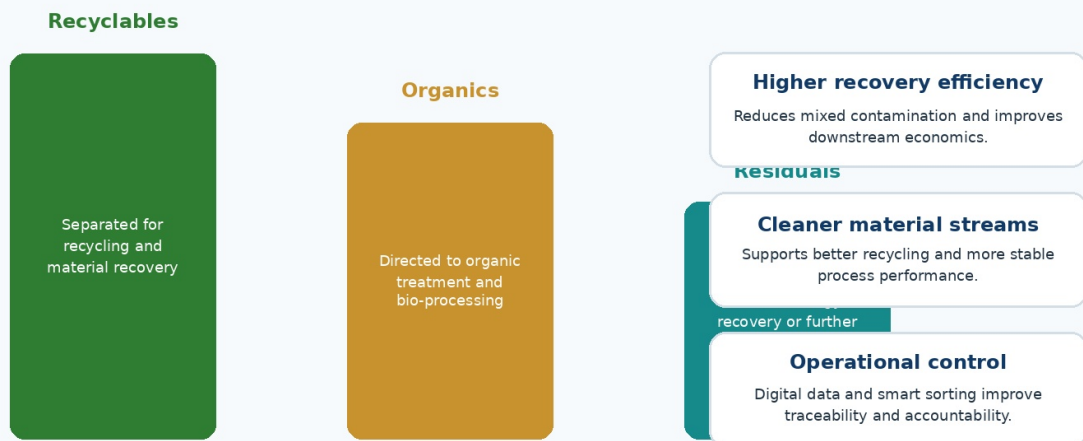 Recyclables
Separated for
recycling and
material recovery
Organics
Directed to organic
treatment and
bio-processing
Residuals
recovery or further
Higher recovery efficiency
Reduces mixed contamination and improves
downstream economics.
Cleaner material streams
Supports better recycling and more stable
process performance.
Operational control
Digital data and smart sorting improve
traceability and accountability.